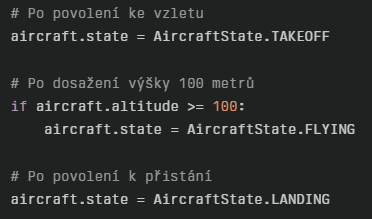 # Po povolení ke vzletu
aircraft.state = AircraftState.TAKEOFF
# Po dosažení výšky 100 metrů
if aircraft.altitude >= 100:
    aircraft.state = AircraftState.FLYING
# Po povolení k přistání
aircraft.state = AircraftState.LANDING